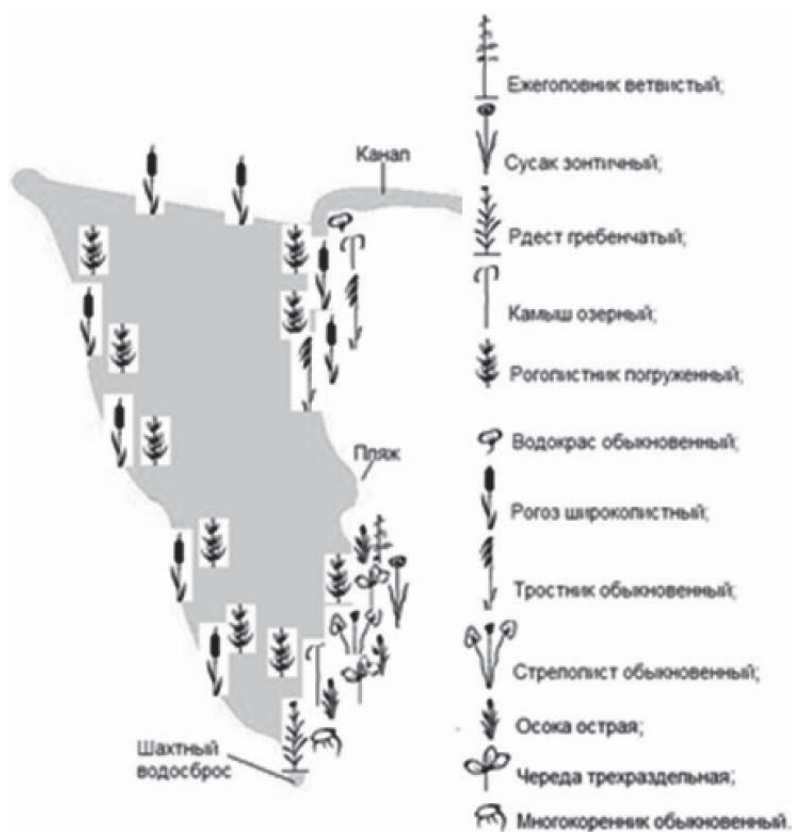 Канал
Пляж
Шахтный
водосброс
Ежеголовник ветвистый;
Сусак зонтичный;
Рдест гребенчатый;
Камыш озерный;
Роголистник погруженный;
Водокрас обыкновенный;
Рогоз широколистный;
Тростник обыкновенный;
Стрелолист обыкновенный;
Осока острая;
Череда трехраздельная;
Многокоренник обыкновенный.